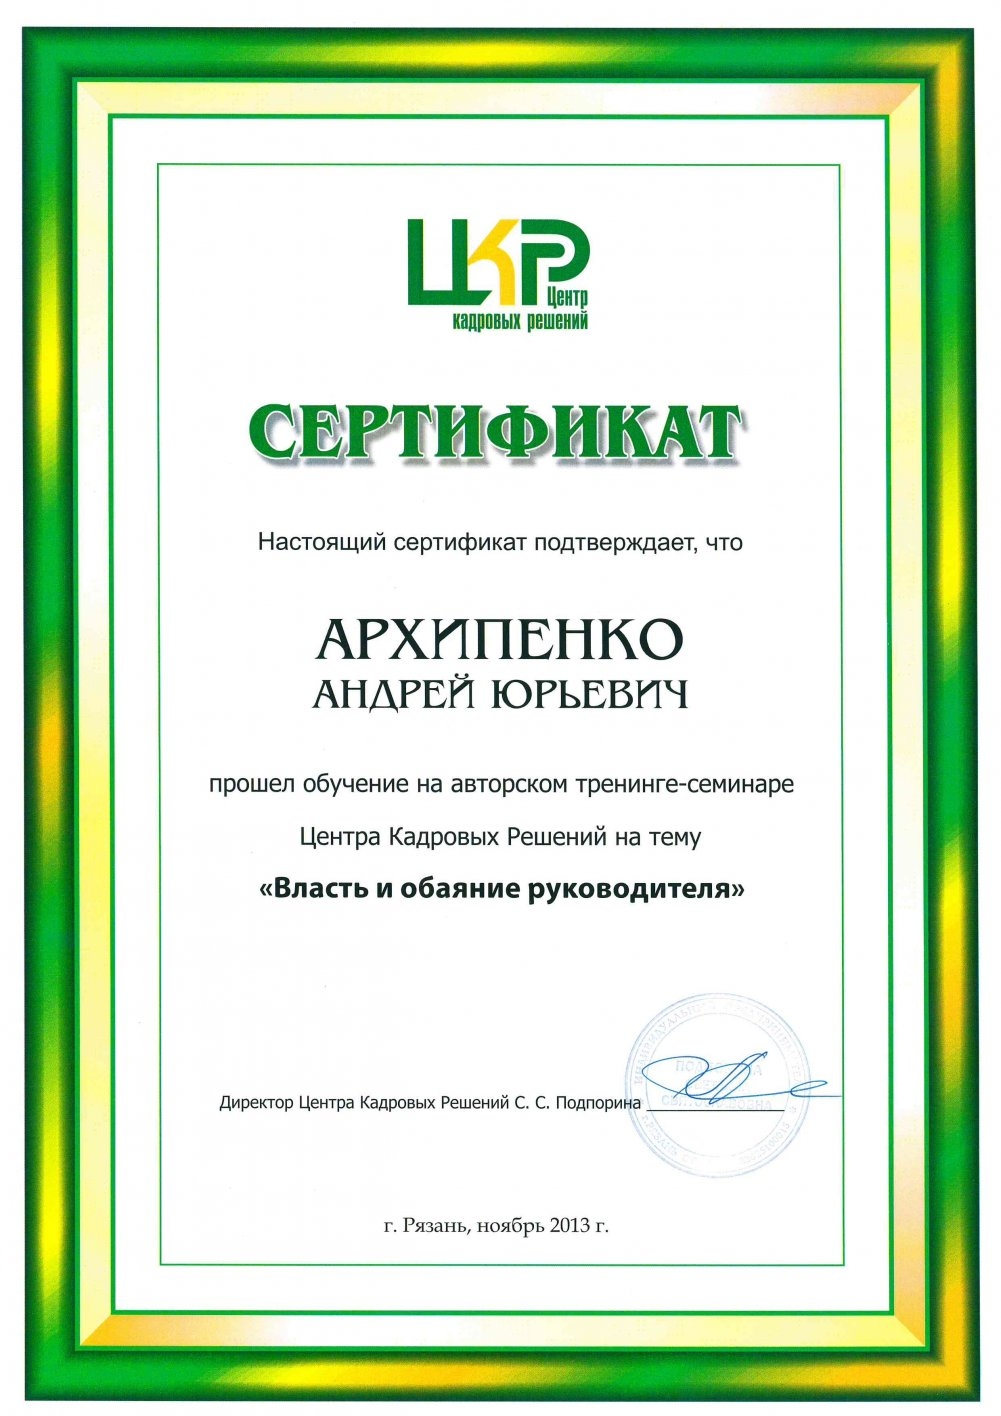 ЦКР
Центр
кадровых решений
СЕРТИФИКАТ
Настоящий сертификат подтверждает, что
АРХИПЕНКО
АНДРЕЙ ЮРЬЕВИЧ
прошел обучение на авторском тренинге-семинаре
Центра Кадровых Решений на тему
«Власть и обаяние руководителя»
Директор Центра Кадровых Решений С. С. Подпорина
г. Рязань, ноябрь 2013 г.